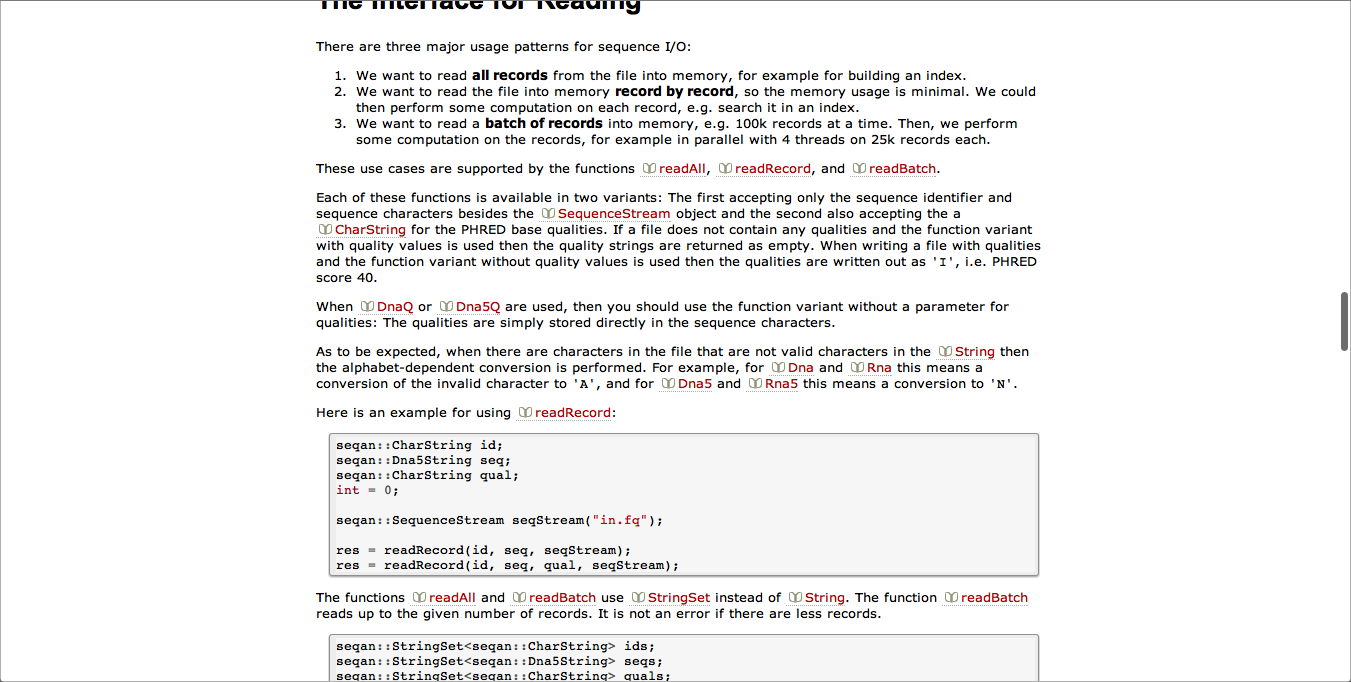 The Interface for Reading
There are three major usage patterns for sequence I/O:
1. We want to read all records from the file into memory, for example for building an index.
2. We want to read the file into memory record by record, so the memory usage is minimal. We could
then perform some computation on each record, e.g. search it in an index.
3. We want to read a batch of records into memory, e.g. 100k records at a time. Then, we perform
some computation on the records, for example in parallel with 4 threads on 25k records each.
These use cases are supported by the functions readAll, readRecord, and readBatch.
Each of these functions is available in two variants: The first accepting only the sequence identifier and
sequence characters besides the SequenceStream object and the second also accepting the a
CharString for the PHRED base qualities. If a file does not contain any qualities and the function variant
with quality values is used then the quality strings are returned as empty. When writing a file with qualities
and the function variant without quality values is used then the qualities are written out as 'I', i.e. PHRED
score 40.
When DnaQ or Dna5Q are used, then you should use the function variant without a parameter for
qualities: The qualities are simply stored directly in the sequence characters.
As to be expected, when there are characters in the file that are not valid characters in the String then
the alphabet-dependent conversion is performed. For example, for Dna and Rna this means a
conversion of the invalid character to 'A', and for Dna5 and Rna5 this means a conversion to 'N'.
Here is an example for using readRecord:
seqan::CharString id;
seqan::Dna5String seq;
seqan::CharString qual;
int = 0;
seqan::SequenceStream seqStream("in.fq");
res = readRecord(id, seq, seqStream);
res = readRecord(id, seq, qual, seqStream);
The functions readAll and readBatch use StringSet instead of String. The function readBatch
reads up to the given number of records. It is not an error if there are less records.
seqan::StringSet<seqan::CharString> ids;
seqan::StringSet<seqan::Dna5String> seqs;
seqan::StringSet<seqan::CharString> quals;